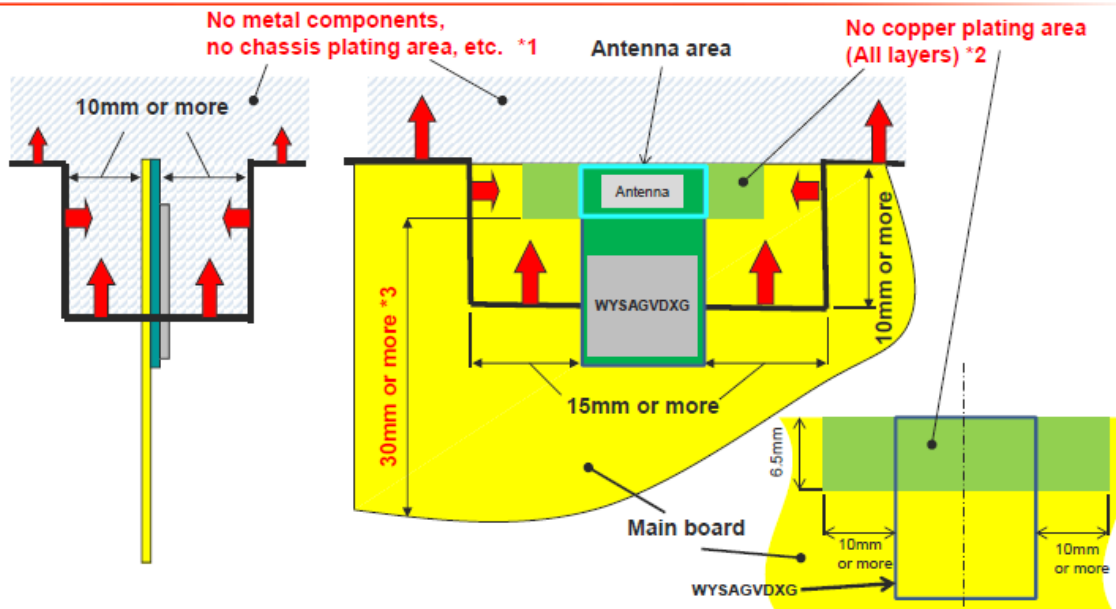 No metal components,
no chassis plating area, etc. *1
Antenna area
No copper plating area
(All layers) *2
10mm or more
Antenna
10mm or more
30mm or more *3
WYSAGVDXG
15mm or more
6.5mm
Main board
10mm
or more
10mm
or more
WYSAGVDXG